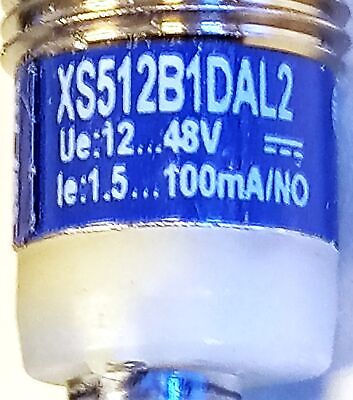 XS512B1DAL2
Ue:12...48V ⎓
Ie:1.5...100mA/NO